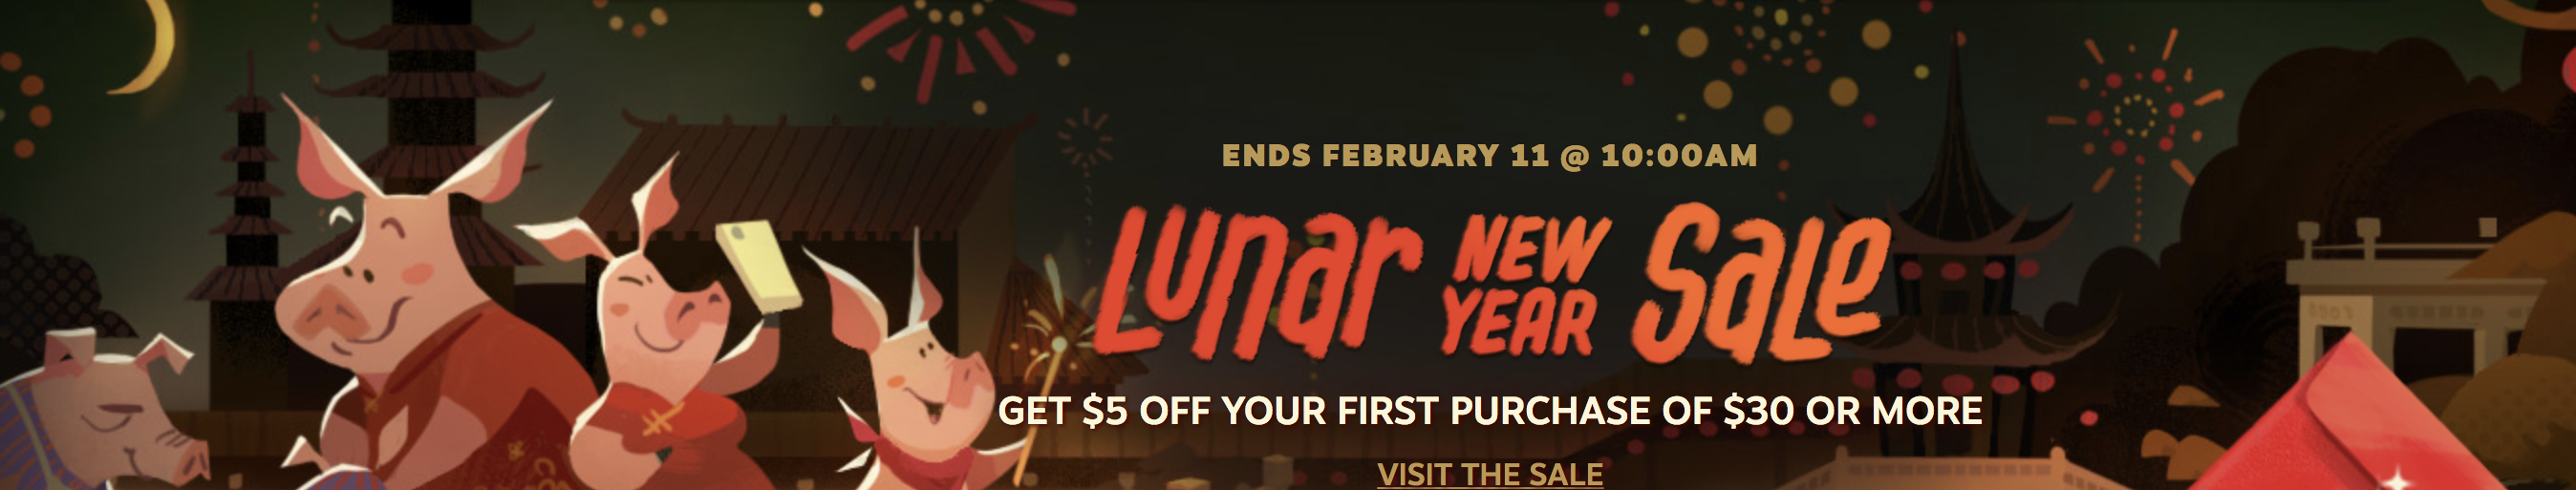 ENDS FEBRUARY 11 @ 10:00AM
Lunar NEW YEAR Sale
GET $5 OFF YOUR FIRST PURCHASE OF $30 OR MORE
VISIT THE SALE